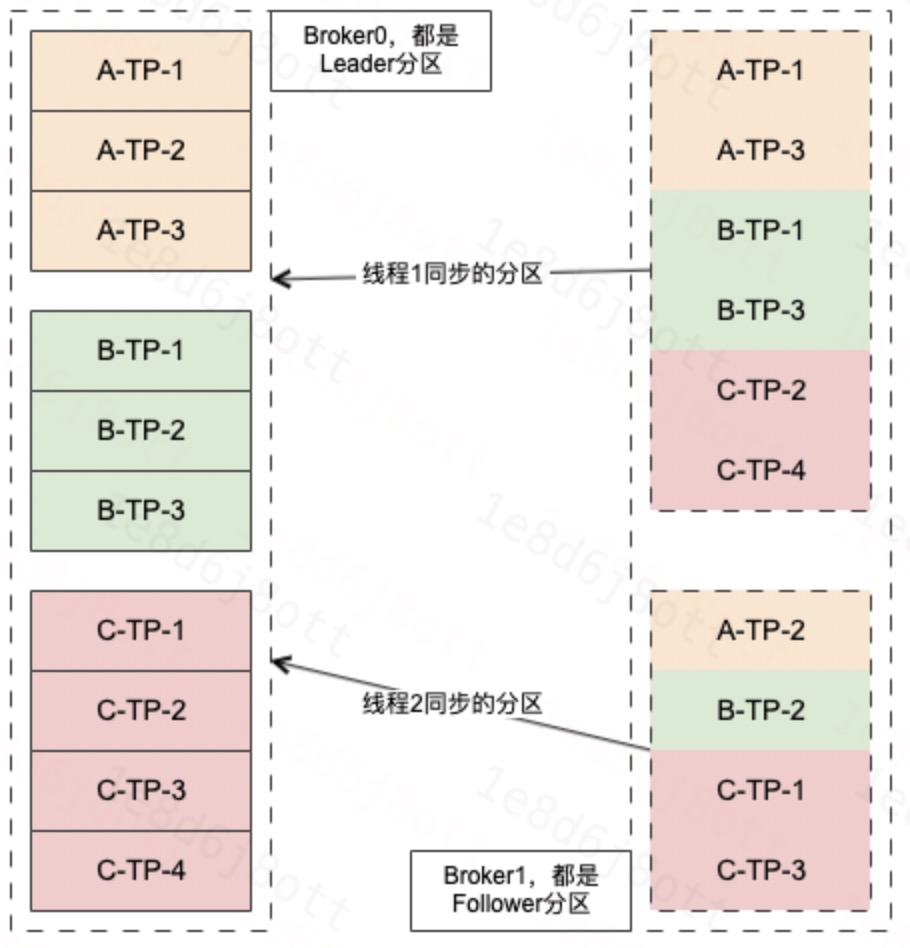 Broker0，都是
Leader分区
A-TP-1
A-TP-2
A-TP-3
B-TP-1
B-TP-2
B-TP-3
C-TP-1
C-TP-2
C-TP-3
C-TP-4
线程1同步的分区
线程2同步的分区
A-TP-1
A-TP-3
B-TP-1
B-TP-3
C-TP-2
C-TP-4
A-TP-2
B-TP-2
C-TP-1
C-TP-3
Broker1，都是
Follower分区
1e8d6j8ott